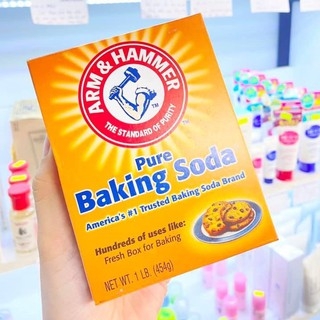 ARM & HAMMER
THE STANDARD OF PURITY
TM
Pure
Baking Soda
America's #1 Trusted Baking Soda Brand
Hundreds of uses like:
Fresh Box for Baking
NET WT. 1 LB. (454g)